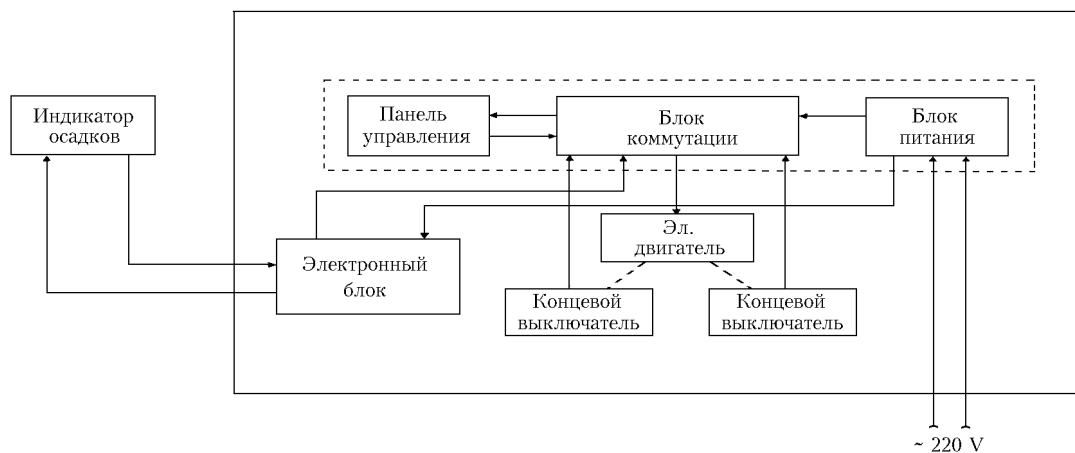 Индикатор
осадков
Панель
управления
Блок
коммутации
Блок
питания
Эл.
двигатель
Электронный
блок
Концевой
выключатель
Концевой
выключатель
~ 220 V